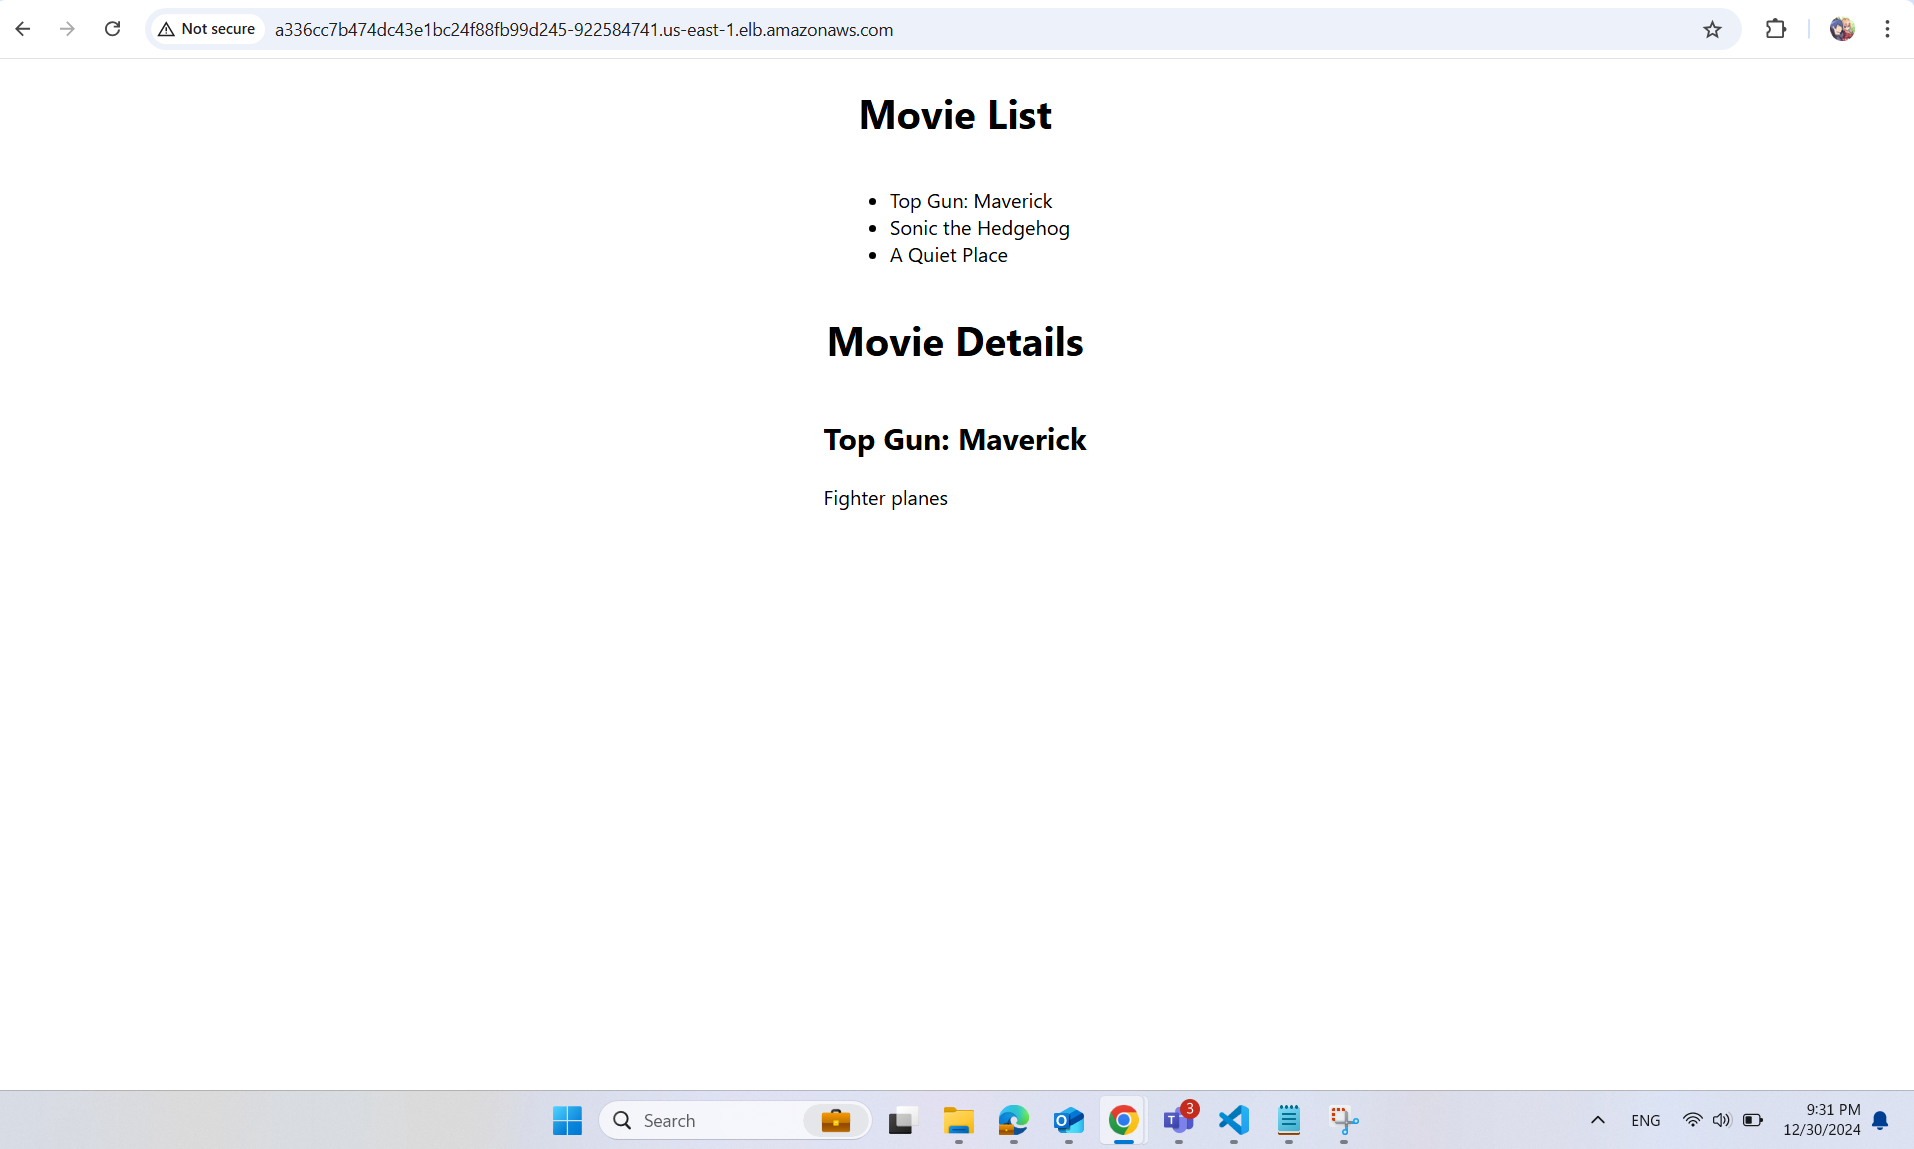 Not secure a336cc7b474dc43e1bc24f88fb99d245-922584741.us-east-1.elb.amazonaws.com
Movie List
Top Gun: Maverick
Sonic the Hedgehog
A Quiet Place
Movie Details
Top Gun: Maverick
Fighter planes
Search
3
ENG
9:31 PM
12/30/2024